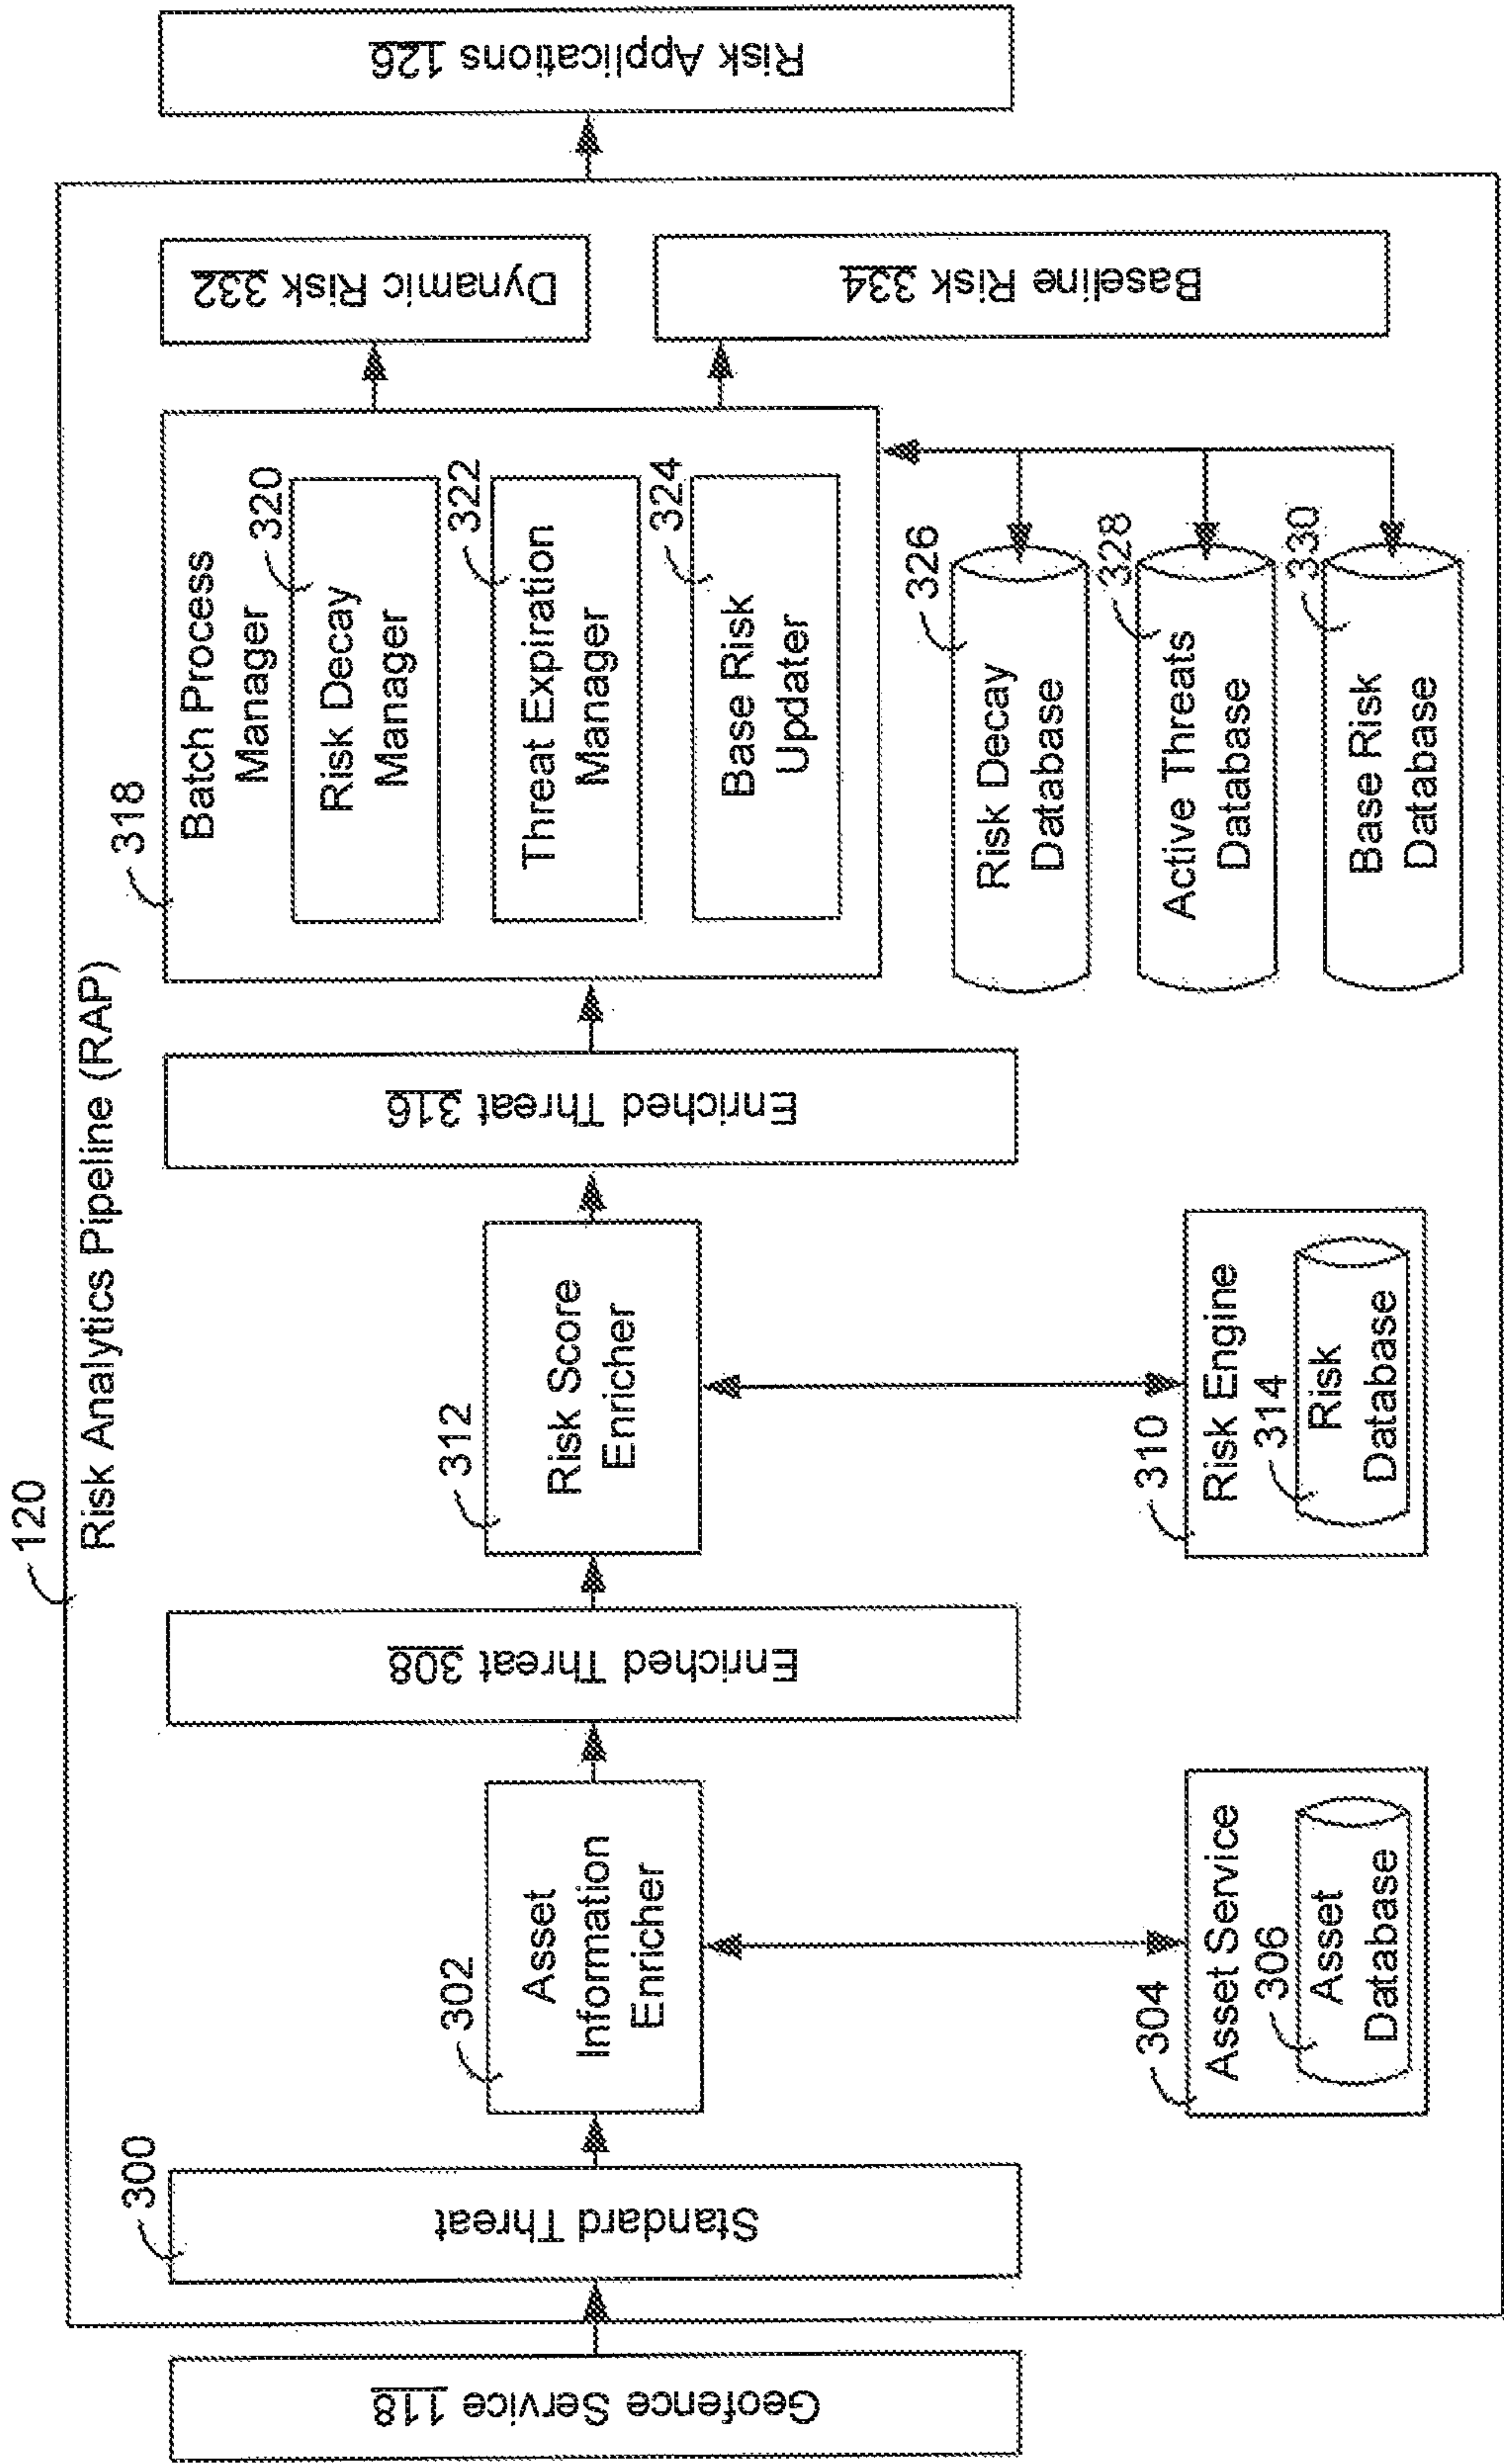 120
Risk Analytics Pipeline (RAP)
Geofence Service 118
300
Standard Threat
302
Asset
Information
Enricher
304
Asset Service
306
Asset
Database
Enriched Threat 308
312
Risk Score
Enricher
310
Risk Engine
314
Risk
Database
Enriched Threat 316
318
Batch Process
Manager
320
Risk Decay
Manager
322
Threat Expiration
Manager
324
Base Risk
Updater
326
Risk Decay
Database
328
Active Threats
Database
330
Base Risk
Database
Dynamic Risk 332
Baseline Risk 334
Risk Applications 126